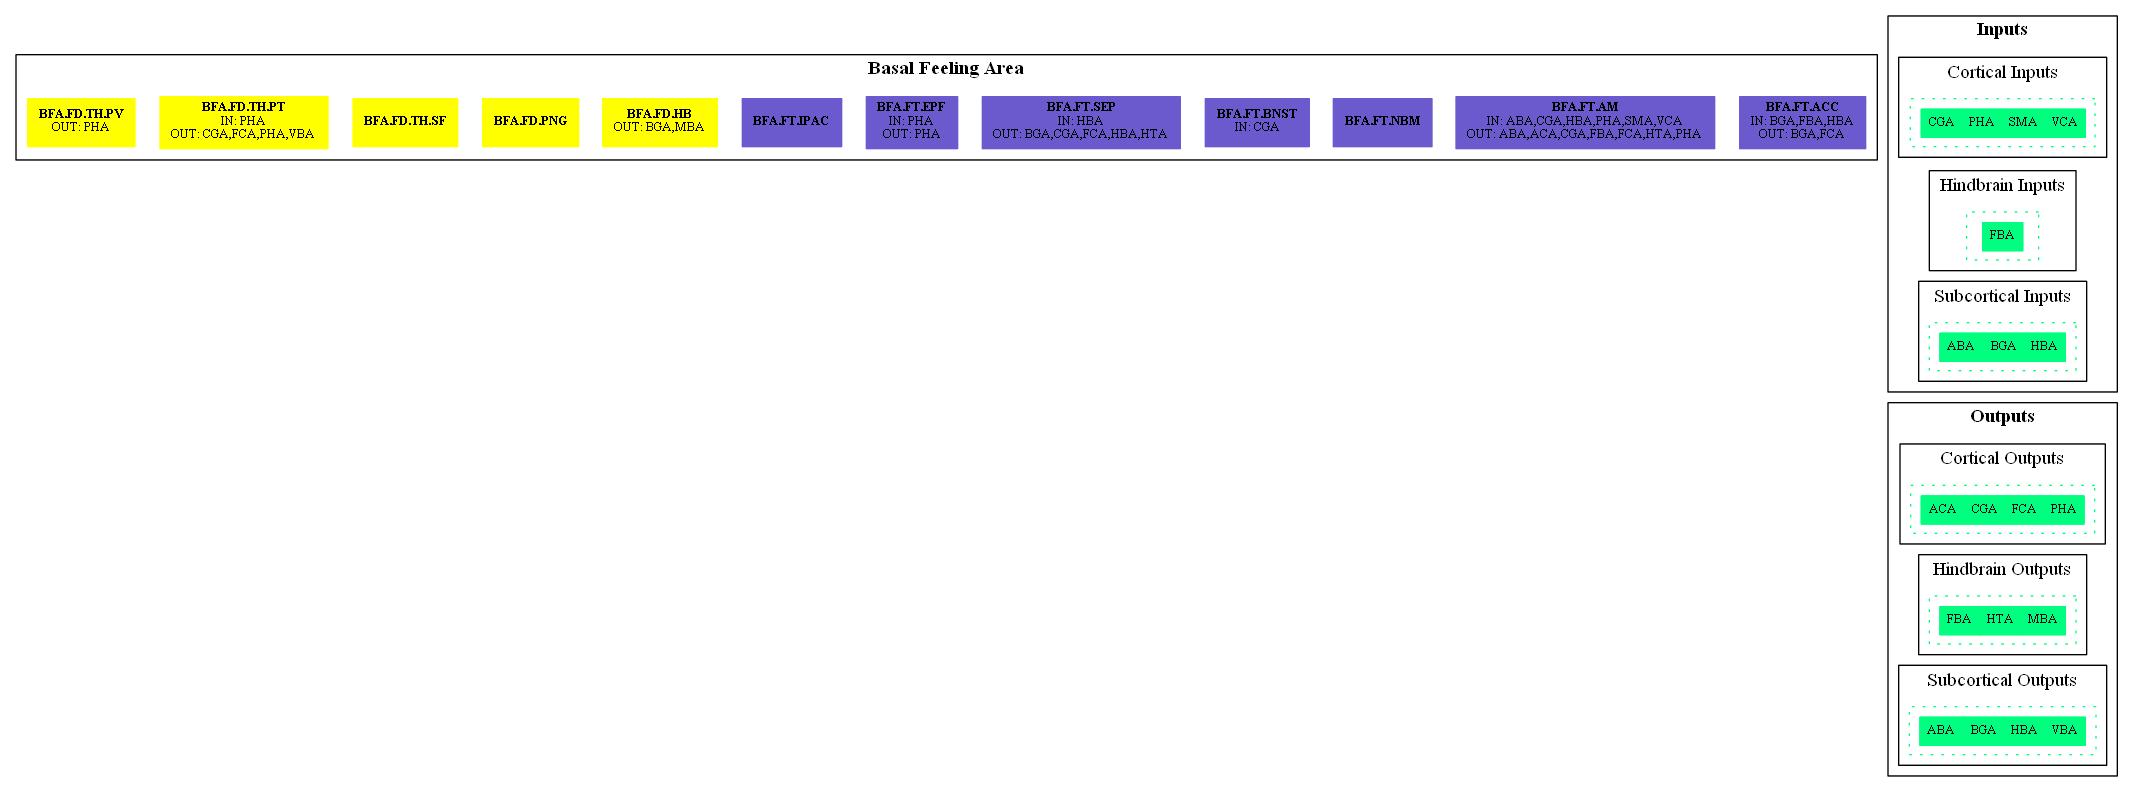 Basal Feeling Area
BFA.FD.TH.PV
OUT: PHA
BFA.FD.TH.PT
IN: PHA
OUT: CGA,FCA,PHA,VBA
BFA.FD.TH.SF
BFA.FD.PNG
BFA.FD.HB
OUT: BGA,MBA
BFA.FT.IPAC
BFA.FT.EPF
IN: PHA
OUT: PHA
BFA.FT.SEP
IN: HBA
OUT: BGA,CGA,FCA,HBA,HTA
BFA.FT.BNST
IN: CGA
BFA.FT.NBM
BFA.FT.AM
IN: ABA,CGA,HBA,PHA,SMA,VCA
OUT: ABA,ACA,CGA,FBA,FCA,HTA,PHA
BFA.FT.ACC
IN: BGA,FBA,HBA
OUT: BGA,FCA
Inputs
Cortical Inputs
CGA PHA SMA VCA
Hindbrain Inputs
FBA
Subcortical Inputs
ABA BGA HBA
Outputs
Cortical Outputs
ACA CGA FCA PHA
Hindbrain Outputs
FBA HTA MBA
Subcortical Outputs
ABA BGA HBA VBA